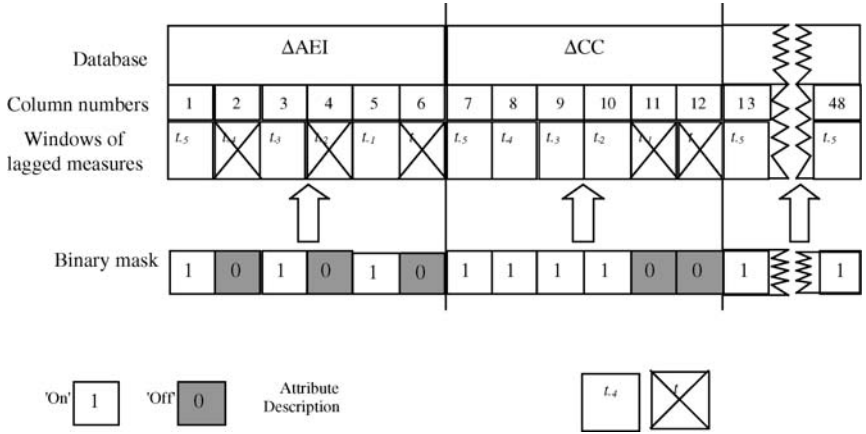 Database ΔAEI ΔCC
Column numbers 1 2 3 4 5 6 7 8 9 10 11 12 13 48
Windows of
lagged measures
t-5 t-4 t-3 t-2 t-1 t t-5 t-4 t-3 t-2 t-1 t t-5 t-5
Binary mask 1 0 1 0 1 0 1 1 1 1 0 0 1 1
'On' 1 'Off' 0 Attribute
Description
t-4 t